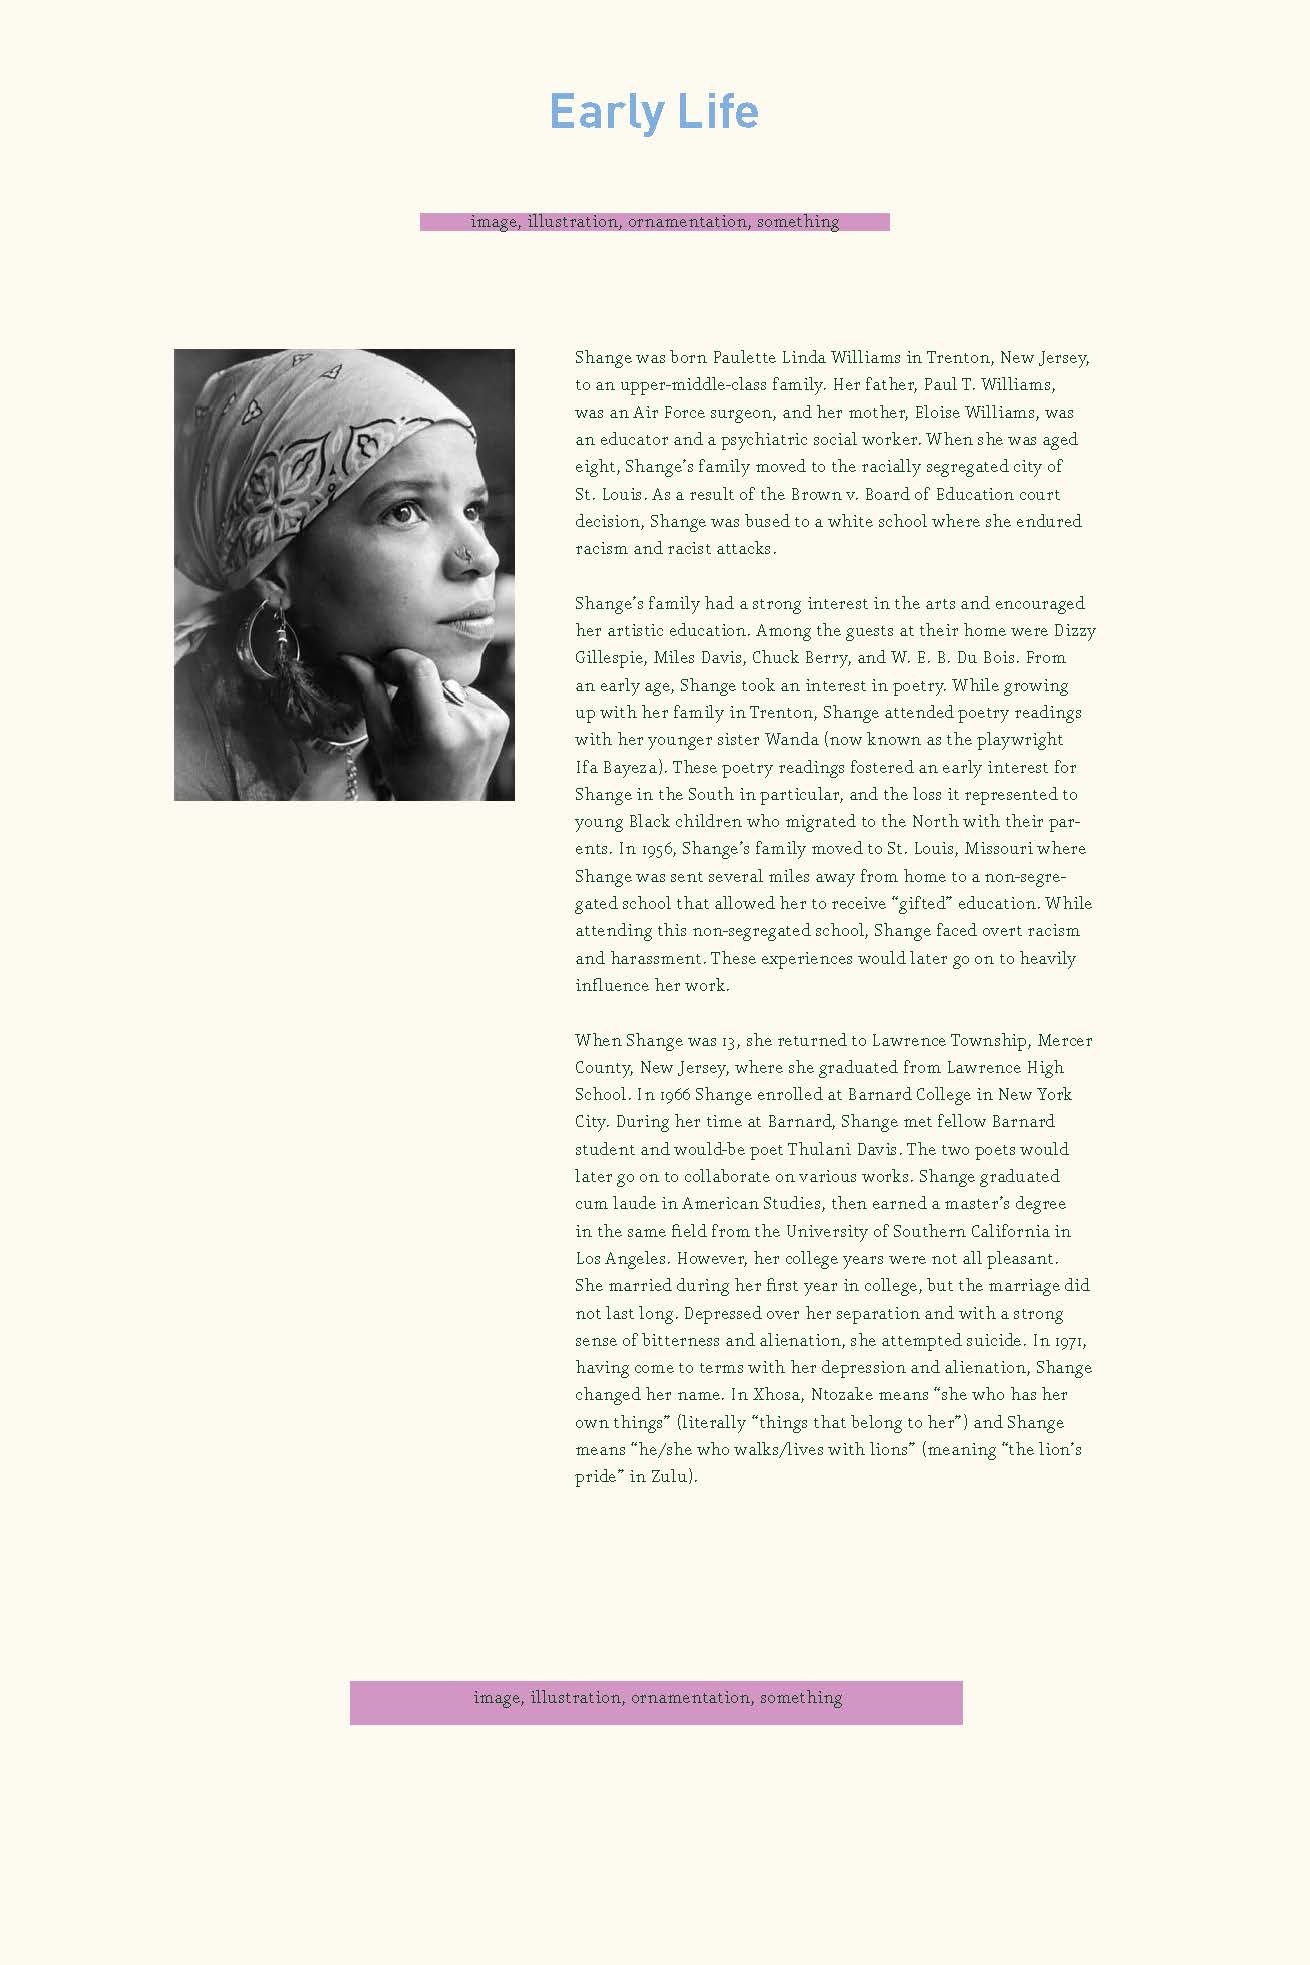 Early Life
image, illustration, ornamentation, something
Shange was born Paulette Linda Williams in Trenton, New Jersey,
to an upper-middle-class family. Her father, Paul T. Williams,
was an Air Force surgeon, and her mother, Eloise Williams, was
an educator and a psychiatric social worker. When she was aged
eight, Shange’s family moved to the racially segregated city of
St. Louis. As a result of the Brown v. Board of Education court
decision, Shange was bused to a white school where she endured
racism and racist attacks.
Shange’s family had a strong interest in the arts and encouraged
her artistic education. Among the guests at their home were Dizzy
Gillespie, Miles Davis, Chuck Berry, and W. E. B. Du Bois. From
an early age, Shange took an interest in poetry. While growing
up with her family in Trenton, Shange attended poetry readings
with her younger sister Wanda (now known as the playwright
Ifa Bayeza). These poetry readings fostered an early interest for
Shange in the South in particular, and the loss it represented to
young Black children who migrated to the North with their par-
ents. In 1956, Shange’s family moved to St. Louis, Missouri where
Shange was sent several miles away from home to a non-segre-
gated school that allowed her to receive “gifted” education. While
attending this non-segregated school, Shange faced overt racism
and harassment. These experiences would later go on to heavily
influence her work.
When Shange was 13, she returned to Lawrence Township, Mercer
County, New Jersey, where she graduated from Lawrence High
School. In 1966 Shange enrolled at Barnard College in New York
City. During her time at Barnard, Shange met fellow Barnard
student and would-be poet Thulani Davis. The two poets would
later go on to collaborate on various works. Shange graduated
cum laude in American Studies, then earned a master’s degree
in the same field from the University of Southern California in
Los Angeles. However, her college years were not all pleasant.
She married during her first year in college, but the marriage did
not last long. Depressed over her separation and with a strong
sense of bitterness and alienation, she attempted suicide. In 1971,
having come to terms with her depression and alienation, Shange
changed her name. In Xhosa, Ntozake means “she who has her
own things” (literally “things that belong to her”) and Shange
means “he/she who walks/lives with lions” (meaning “the lion’s
pride” in Zulu).
image, illustration, ornamentation, something